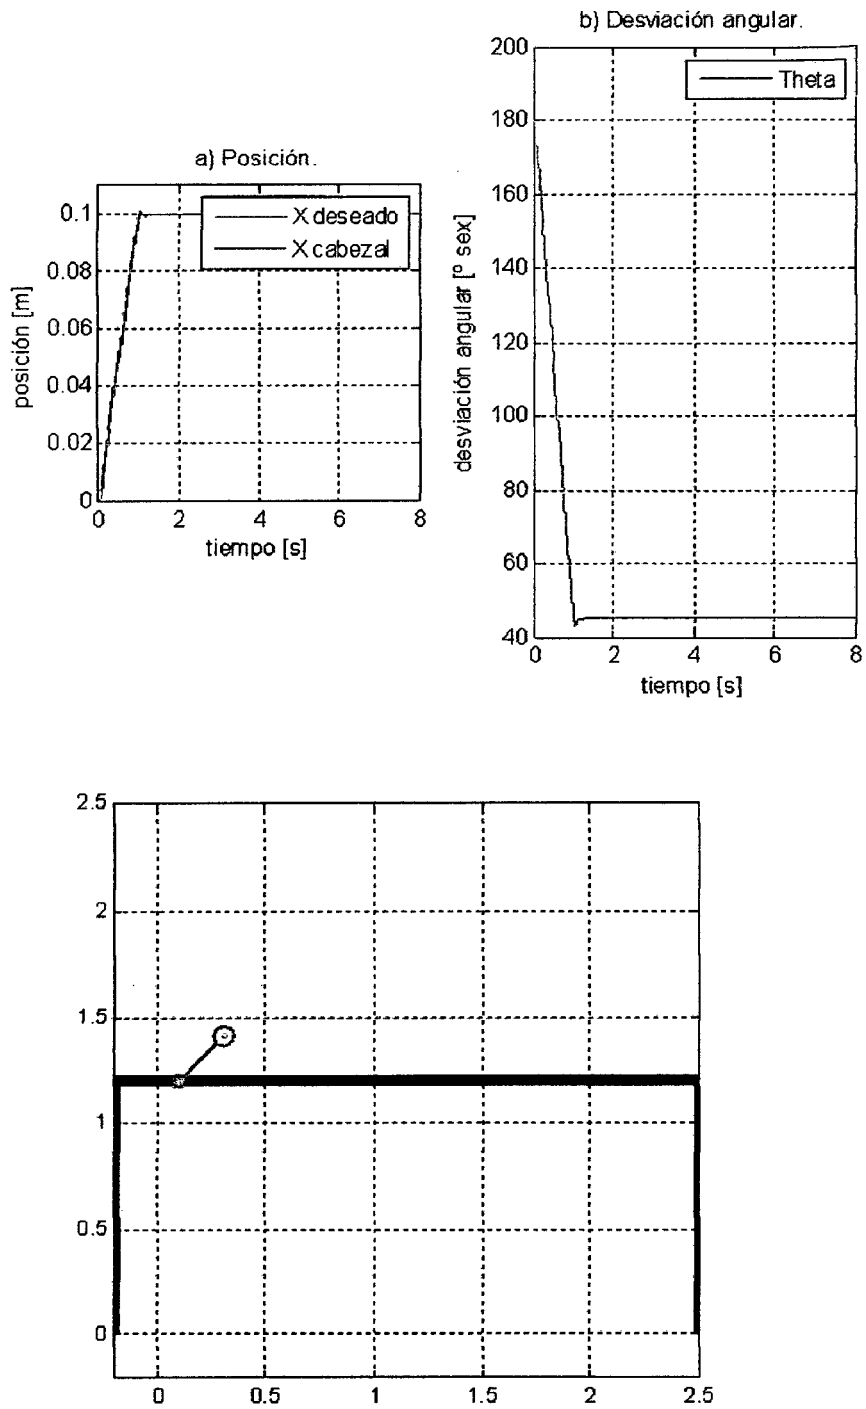 a) Posición.
X deseado
X cabezal
posición [m]
0.1
0.08
0.06
0.04
0.02
0
0 2 4 6 8
tiempo [s]
b) Desviación angular.
Theta
desviación angular [º sex]
200
180
160
140
120
100
80
60
40
0 2 4 6 8
tiempo [s]
2.5
2
1.5
1
0.5
0
0 0.5 1 1.5 2 2.5